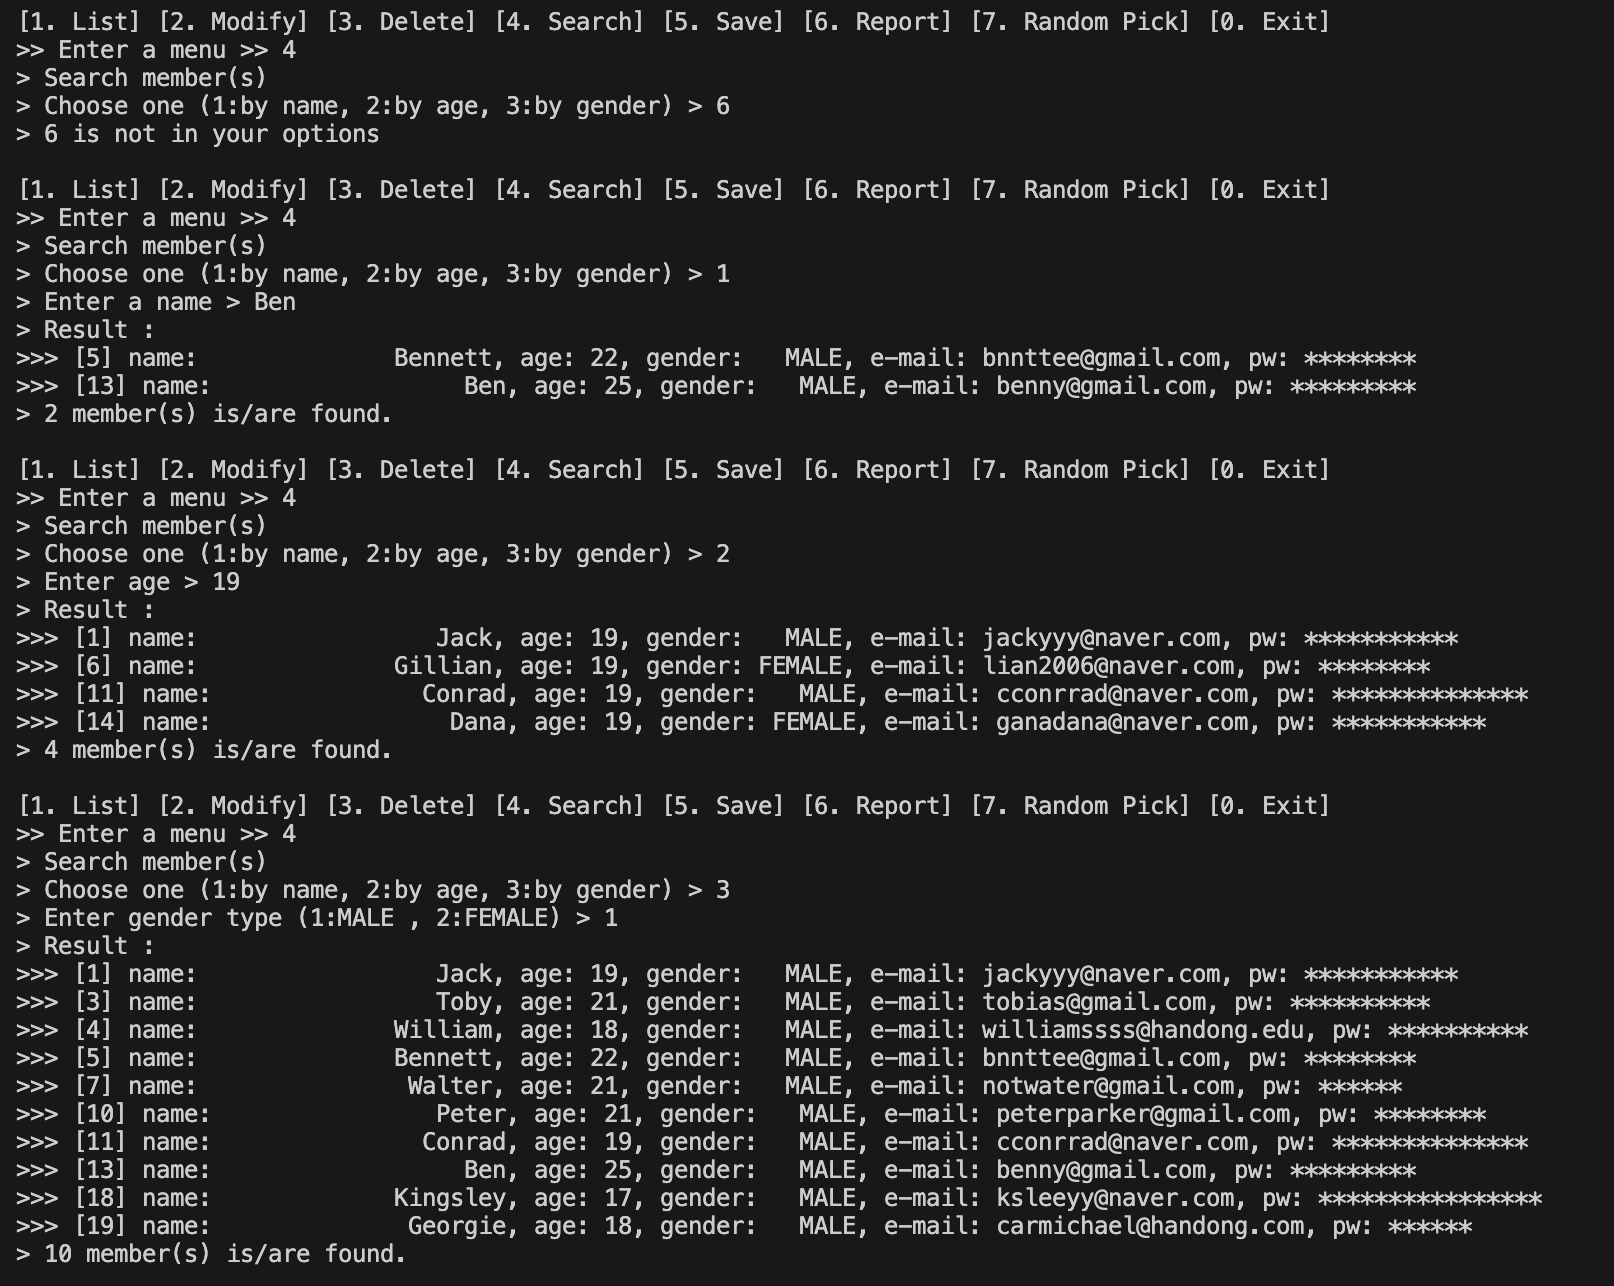 [1. List] [2. Modify] [3. Delete] [4. Search] [5. Save] [6. Report] [7. Random Pick] [0. Exit]
>> Enter a menu >> 4
> Search member(s)
> Choose one (1:by name, 2:by age, 3:by gender) > 6
> 6 is not in your options

[1. List] [2. Modify] [3. Delete] [4. Search] [5. Save] [6. Report] [7. Random Pick] [0. Exit]
>> Enter a menu >> 4
> Search member(s)
> Choose one (1:by name, 2:by age, 3:by gender) > 1
> Enter a name > Ben
> Result :
>>> [5] name:              Bennett, age: 22, gender:   MALE, e-mail: bnnttee@gmail.com, pw: ********
>>> [13] name:                  Ben, age: 25, gender:   MALE, e-mail: benny@gmail.com, pw: *********
> 2 member(s) is/are found.

[1. List] [2. Modify] [3. Delete] [4. Search] [5. Save] [6. Report] [7. Random Pick] [0. Exit]
>> Enter a menu >> 4
> Search member(s)
> Choose one (1:by name, 2:by age, 3:by gender) > 2
> Enter age > 19
> Result :
>>> [1] name:                 Jack, age: 19, gender:   MALE, e-mail: jackyyy@naver.com, pw: ***********
>>> [6] name:              Gillian, age: 19, gender: FEMALE, e-mail: lian2006@naver.com, pw: ********
>>> [11] name:               Conrad, age: 19, gender:   MALE, e-mail: cconrrad@naver.com, pw: **************
>>> [14] name:                 Dana, age: 19, gender: FEMALE, e-mail: ganadana@naver.com, pw: ***********
> 4 member(s) is/are found.

[1. List] [2. Modify] [3. Delete] [4. Search] [5. Save] [6. Report] [7. Random Pick] [0. Exit]
>> Enter a menu >> 4
> Search member(s)
> Choose one (1:by name, 2:by age, 3:by gender) > 3
> Enter gender type (1:MALE , 2:FEMALE) > 1
> Result :
>>> [1] name:                 Jack, age: 19, gender:   MALE, e-mail: jackyyy@naver.com, pw: ***********
>>> [3] name:                 Toby, age: 21, gender:   MALE, e-mail: tobias@gmail.com, pw: **********
>>> [4] name:              William, age: 18, gender:   MALE, e-mail: williamssss@handong.edu, pw: **********
>>> [5] name:              Bennett, age: 22, gender:   MALE, e-mail: bnnttee@gmail.com, pw: ********
>>> [7] name:               Walter, age: 21, gender:   MALE, e-mail: notwater@gmail.com, pw: ******
>>> [10] name:                Peter, age: 21, gender:   MALE, e-mail: peterparker@gmail.com, pw: ********
>>> [11] name:               Conrad, age: 19, gender:   MALE, e-mail: cconrrad@naver.com, pw: **************
>>> [13] name:                  Ben, age: 25, gender:   MALE, e-mail: benny@gmail.com, pw: *********
>>> [18] name:             Kingsley, age: 17, gender:   MALE, e-mail: ksleeyy@naver.com, pw: ****************
>>> [19] name:              Georgie, age: 18, gender:   MALE, e-mail: carmichael@handong.com, pw: ******
> 10 member(s) is/are found.